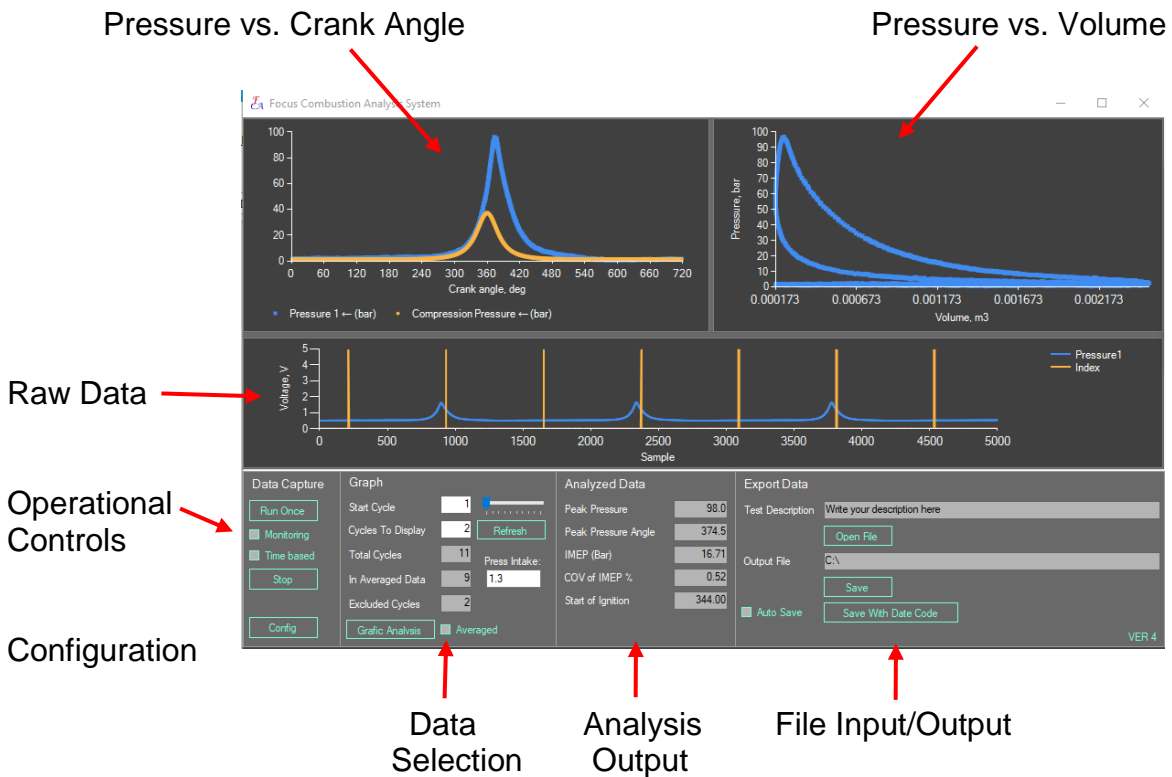 Pressure vs. Crank Angle
Pressure vs. Volume
Focus Combustion Analysis System
100
80
60
40
20
0
0 60 120 180 240 300 360 420 480 540 600 660 720
Crank angle, deg
Pressure 1 ← (bar) Compression Pressure ← (bar)
Pressure, bar
100
90
80
70
60
50
40
30
20
10
0
0.000173 0.000673 0.001173 0.001673 0.002173
Volume, m3
Raw Data
Voltage, V
5
4
3
2
1
0
0 500 1000 1500 2000 2500 3000 3500 4000 4500 5000
Sample
Pressure1
Index
Operational
Controls
Configuration
Data Capture
Run Once
Monitoring
Time based
Stop
Config
Graph
Start Cycle 1
Cycles To Display 2 Refresh
Total Cycles 11
Press Intake:
In Averaged Data 9 1.3
Excluded Cycles 2
Grafic Analvsis Averaged
Analyzed Data
Peak Pressure 98.0
Peak Pressure Angle 374.5
IMEP (Bar) 16.71
COV of IMEP % 0.52
Start of Ignition 344.00
Export Data
Test Description Write your description here
Open File
Output File C:\
Save
Auto Save Save With Date Code
VER 4
Data
Selection
Analysis
Output
File Input/Output